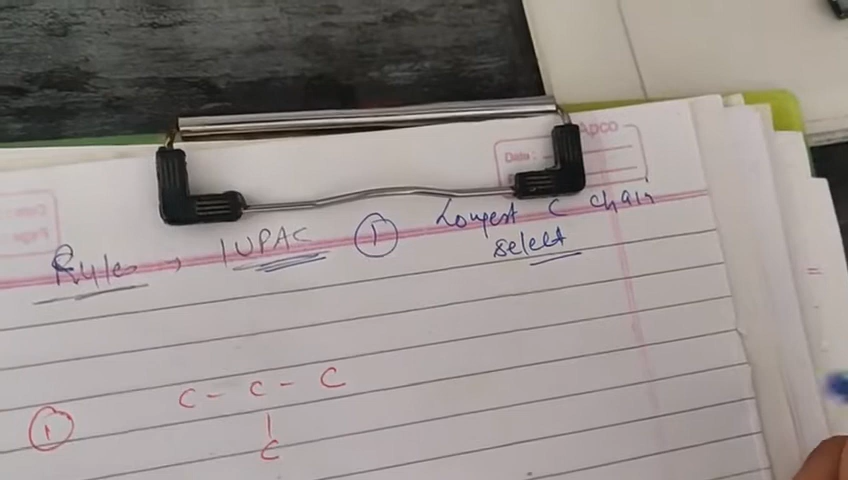 Apco
Date :
Rules → IUPAC ① Longest C chain
select
① C - C - C
|
C